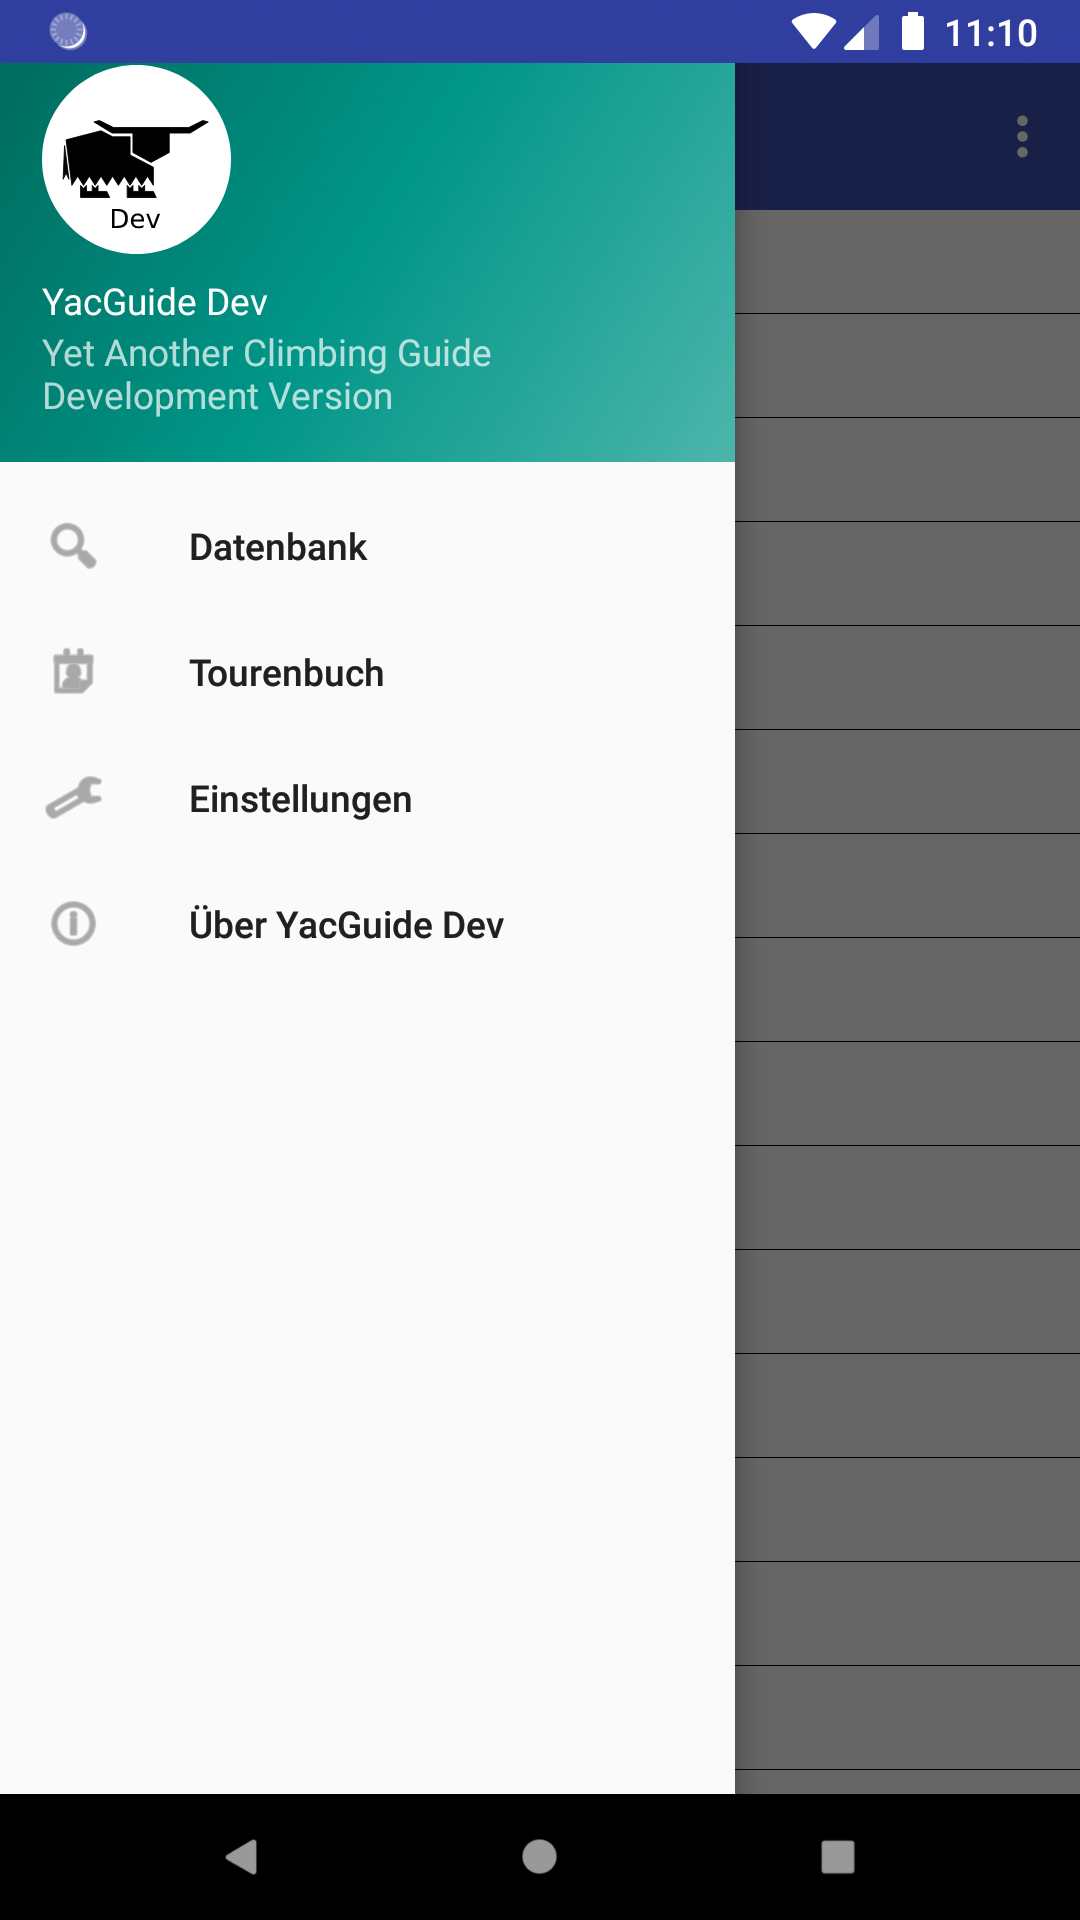 11:10
Dev
YacGuide Dev
Yet Another Climbing Guide
Development Version
Datenbank
Tourenbuch
Einstellungen
Über YacGuide Dev